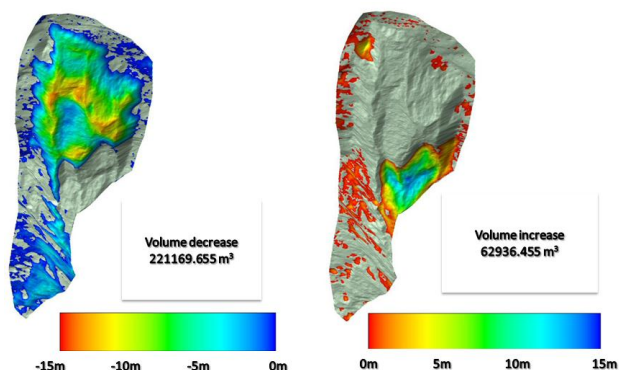 Volume decrease
221169.655 m³
Volume increase
62936.455 m³
-15m -10m -5m 0m
0m 5m 10m 15m